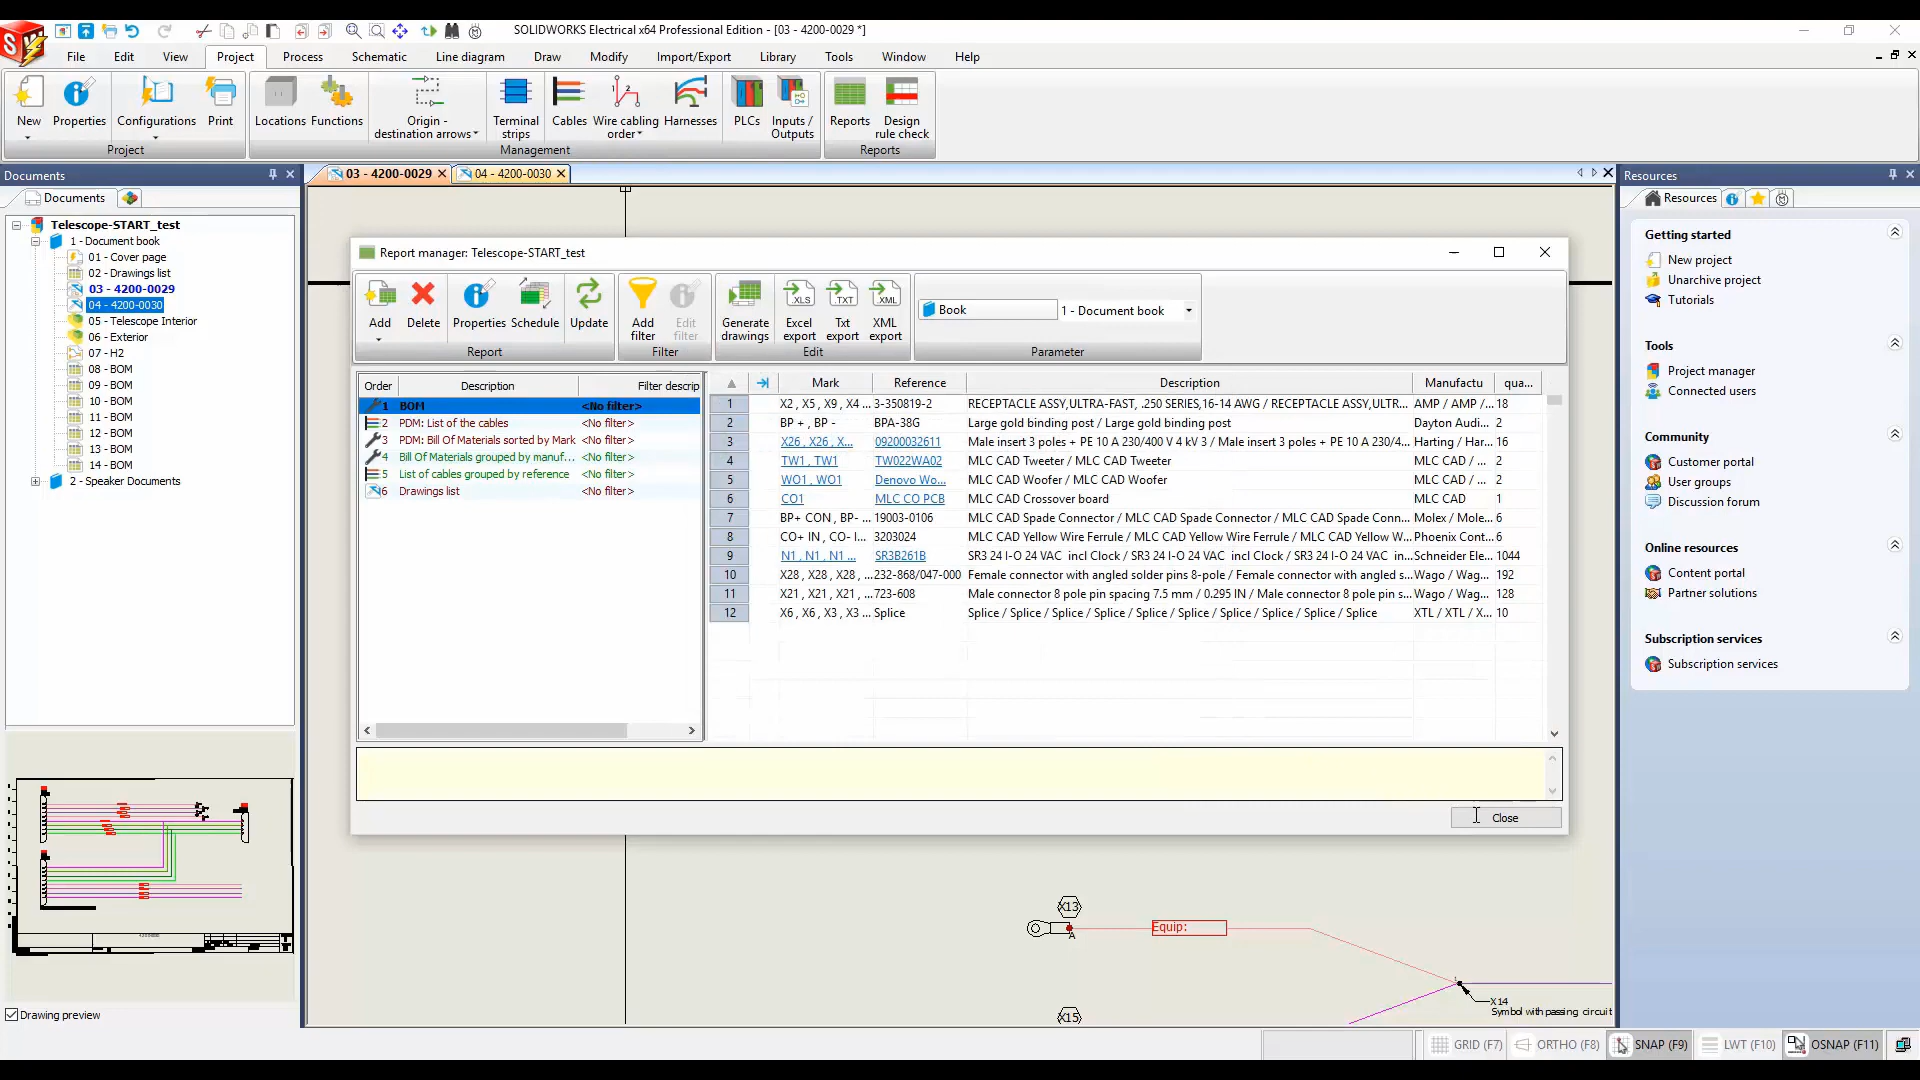 SOLIDWORKS Electrical x64 Professional Edition - [03 - 4200-0029 *]
File Edit View Project Process Schematic Line diagram Draw Modify Import/Export Library Tools Window Help
New Properties Configurations Print Locations Functions Origin - destination arrows Terminal strips Cables Wire cabling order Harnesses PLCs Inputs / Outputs Reports Design rule check
Project Management Reports
Documents
03 - 4200-0029 04 - 4200-0030
Resources
Documents
Resources
Telescope-START_test
1 - Document book
01 - Cover page
02 - Drawings list
03 - 4200-0029
04 - 4200-0030
05 - Telescope Interior
06 - Exterior
07 - H2
08 - BOM
09 - BOM
10 - BOM
11 - BOM
12 - BOM
13 - BOM
14 - BOM
2 - Speaker Documents
Drawing preview
Report manager: Telescope-START_test
Add Delete Properties Schedule Update Add filter Edit filter Generate drawings Excel export Txt export XML export
Book 1 - Document book
Report Filter Edit Parameter
Order Description Filter descrip
1 BOM <No filter>
2 PDM: List of the cables <No filter>
3 PDM: Bill Of Materials sorted by Mark <No filter>
4 Bill Of Materials grouped by manuf... <No filter>
5 List of cables grouped by reference <No filter>
6 Drawings list <No filter>
Mark Reference Description Manufactu qua...
1 X2 , X5 , X9 , X4 ... 3-350819-2 RECEPTACLE ASSY,ULTRA-FAST, .250 SERIES,16-14 AWG / RECEPTACLE ASSY,ULTR... AMP / AMP /... 18
2 BP + , BP - BPA-38G Large gold binding post / Large gold binding post Dayton Audi... 2
3 X26 , X26 , X... 09200032611 Male insert 3 poles + PE 10 A 230/400 V 4 kV 3 / Male insert 3 poles + PE 10 A 230/4... Harting / Har... 16
4 TW1 , TW1 TW022WA02 MLC CAD Tweeter / MLC CAD Tweeter MLC CAD / ... 2
5 WO1 , WO1 Denovo Wo... MLC CAD Woofer / MLC CAD Woofer MLC CAD / ... 2
6 CO1 MLC CO PCB MLC CAD Crossover board MLC CAD 1
7 BP+ CON , BP- ... 19003-0106 MLC CAD Spade Connector / MLC CAD Spade Connector / MLC CAD Spade Conn... Molex / Mole... 6
8 CO+ IN , CO- I... 3203024 MLC CAD Yellow Wire Ferrule / MLC CAD Yellow Wire Ferrule / MLC CAD Yellow W... Phoenix Cont... 6
9 N1 , N1 , N1 ... SR3B261B SR3 24 I-O 24 VAC incl Clock / SR3 24 I-O 24 VAC incl Clock / SR3 24 I-O 24 VAC in... Schneider Ele... 1044
10 X28 , X28 , X28 , ... 232-868/047-000 Female connector with angled solder pins 8-pole / Female connector with angled s... Wago / Wag... 192
11 X21 , X21 , X21 , ... 723-608 Male connector 8 pole pin spacing 7.5 mm / 0.295 IN / Male connector 8 pole pin s... Wago / Wag... 128
12 X6 , X6 , X3 , X3 ... Splice Splice / Splice / Splice / Splice / Splice / Splice / Splice / Splice / Splice / Splice XTL / XTL / X... 10
Close
X13
A
Equip:
X14
Symbol with passing circuit
X15
Getting started
New project
Unarchive project
Tutorials
Tools
Project manager
Connected users
Community
Customer portal
User groups
Discussion forum
Online resources
Content portal
Partner solutions
Subscription services
Subscription services
GRID (F7) ORTHO (F8) SNAP (F9) LWT (F10) OSNAP (F11)